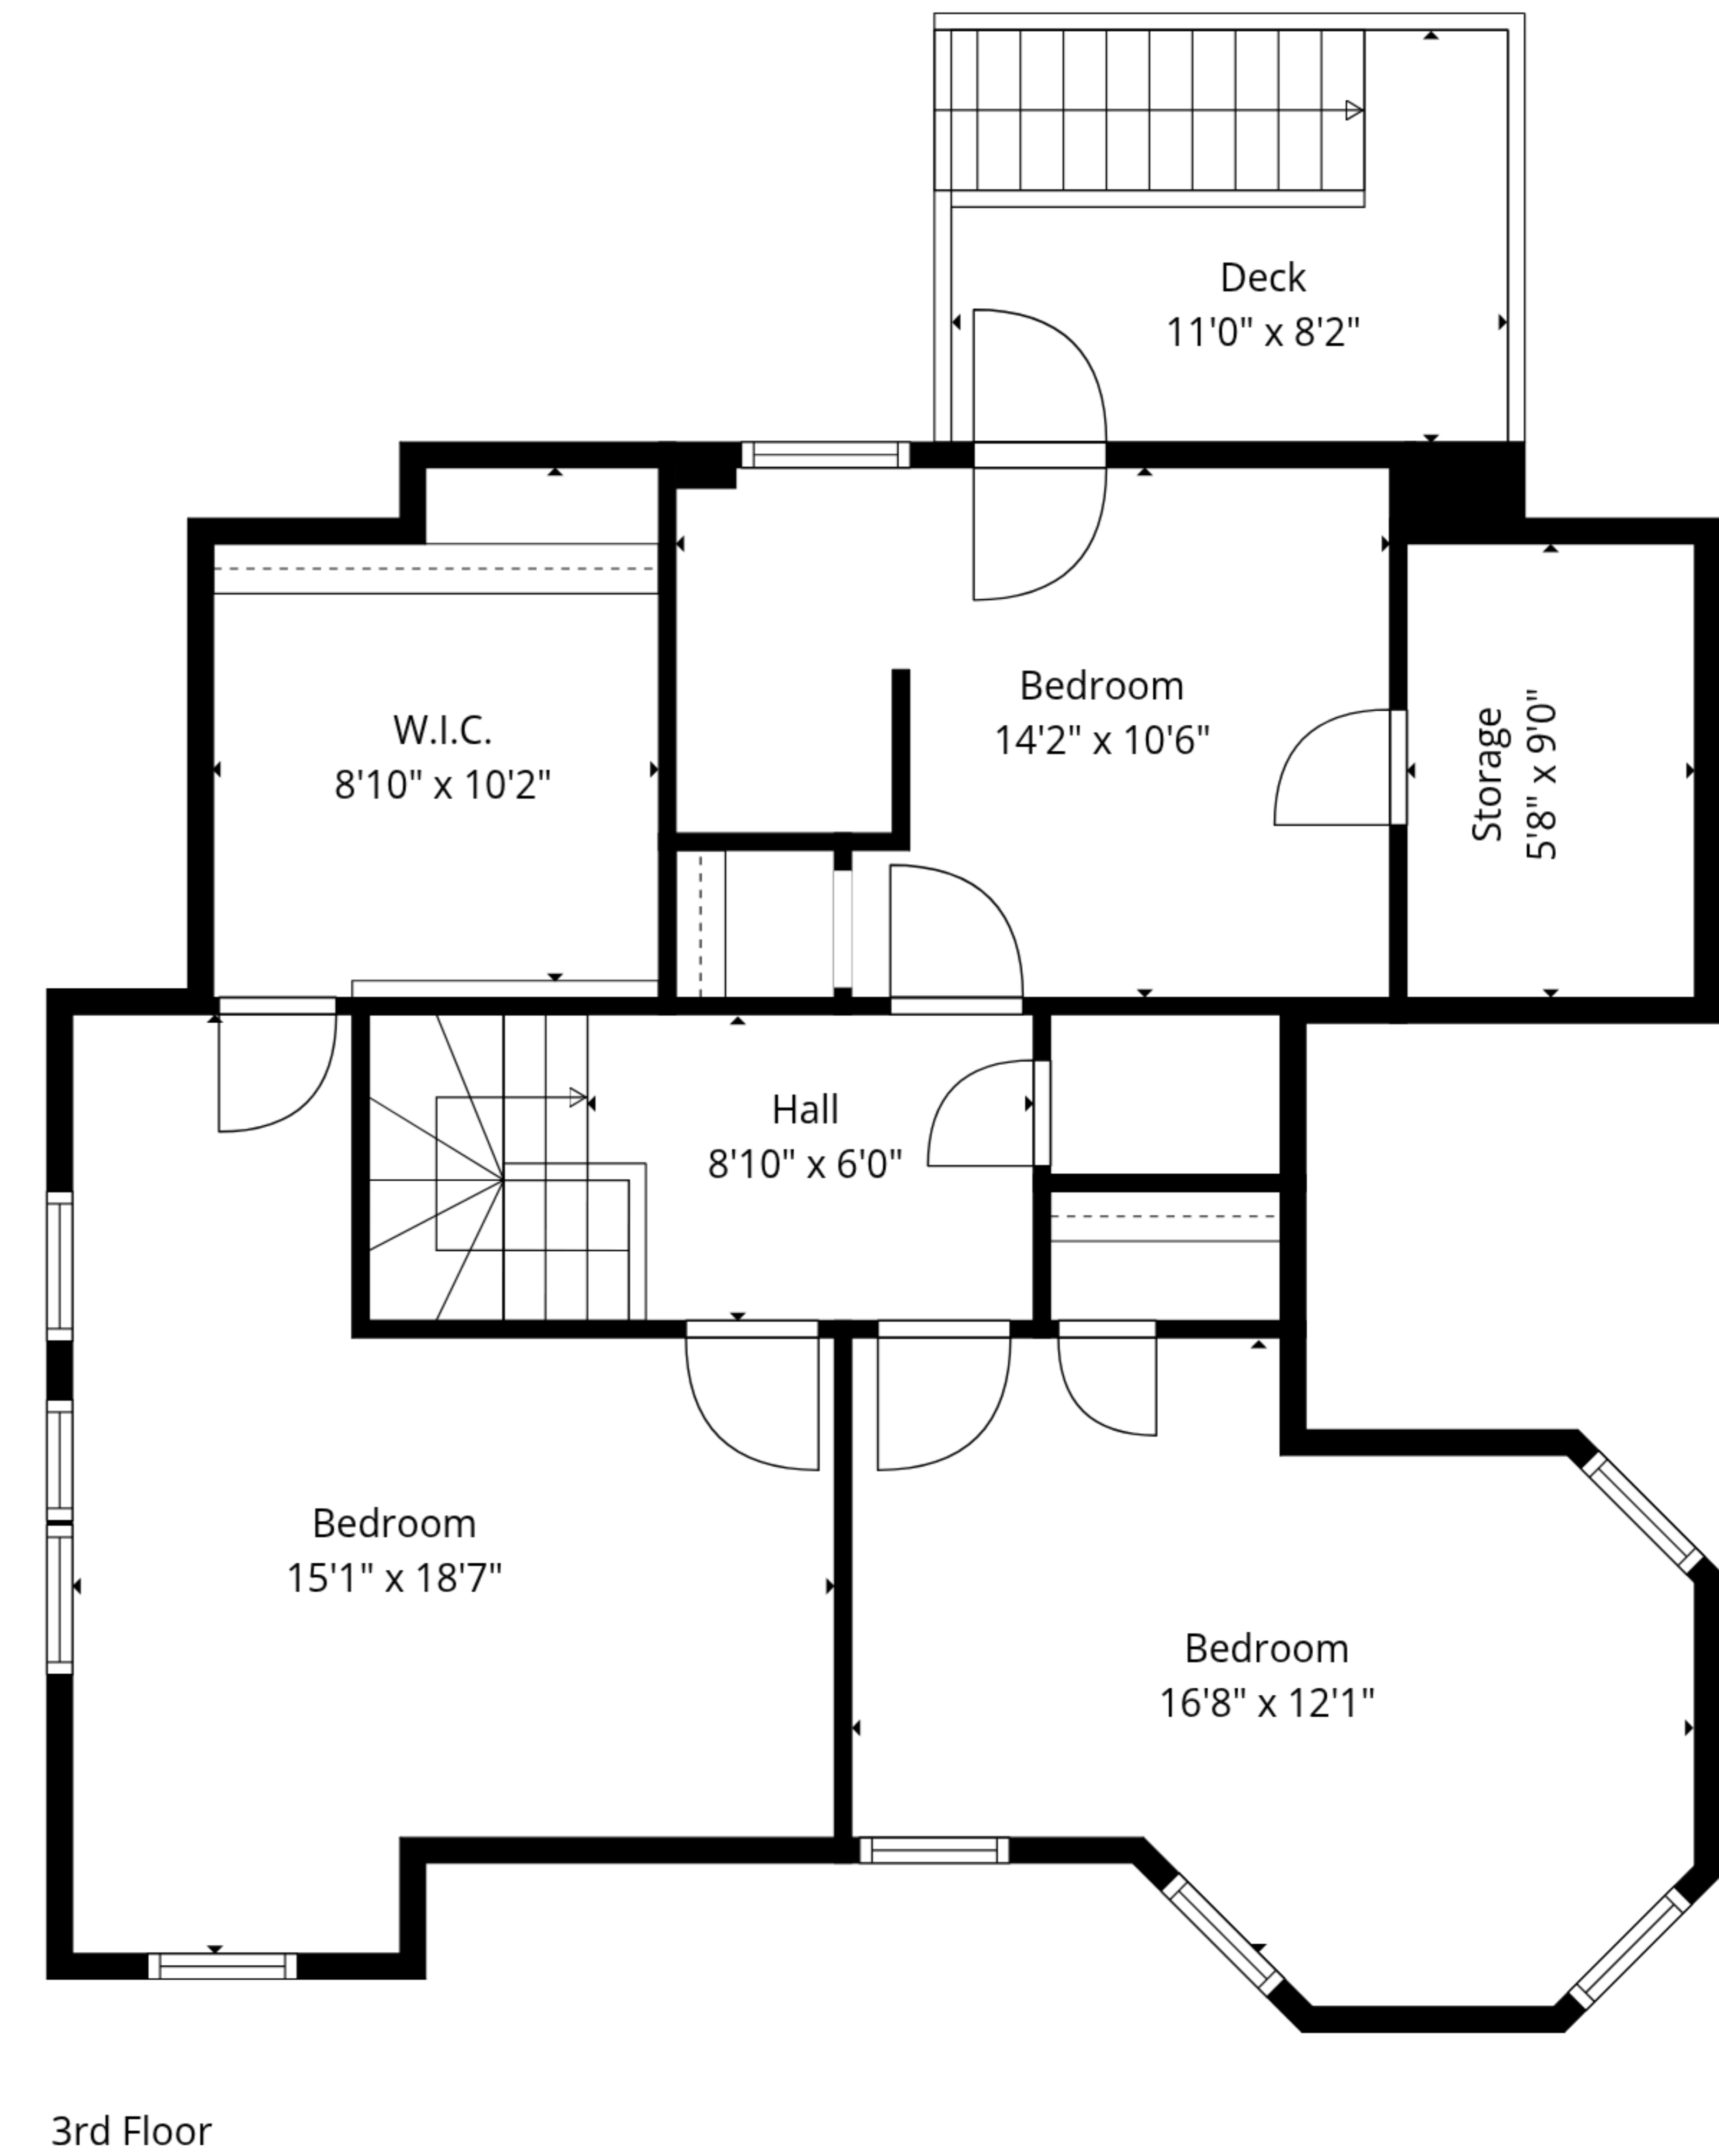 Deck
11'0" x 8'2"
Bedroom
14'2" x 10'6"
Storage
5'8" x 9'0"
W.I.C.
8'10" x 10'2"
Hall
8'10" x 6'0"
Bedroom
15'1" x 18'7"
Bedroom
16'8" x 12'1"
3rd Floor